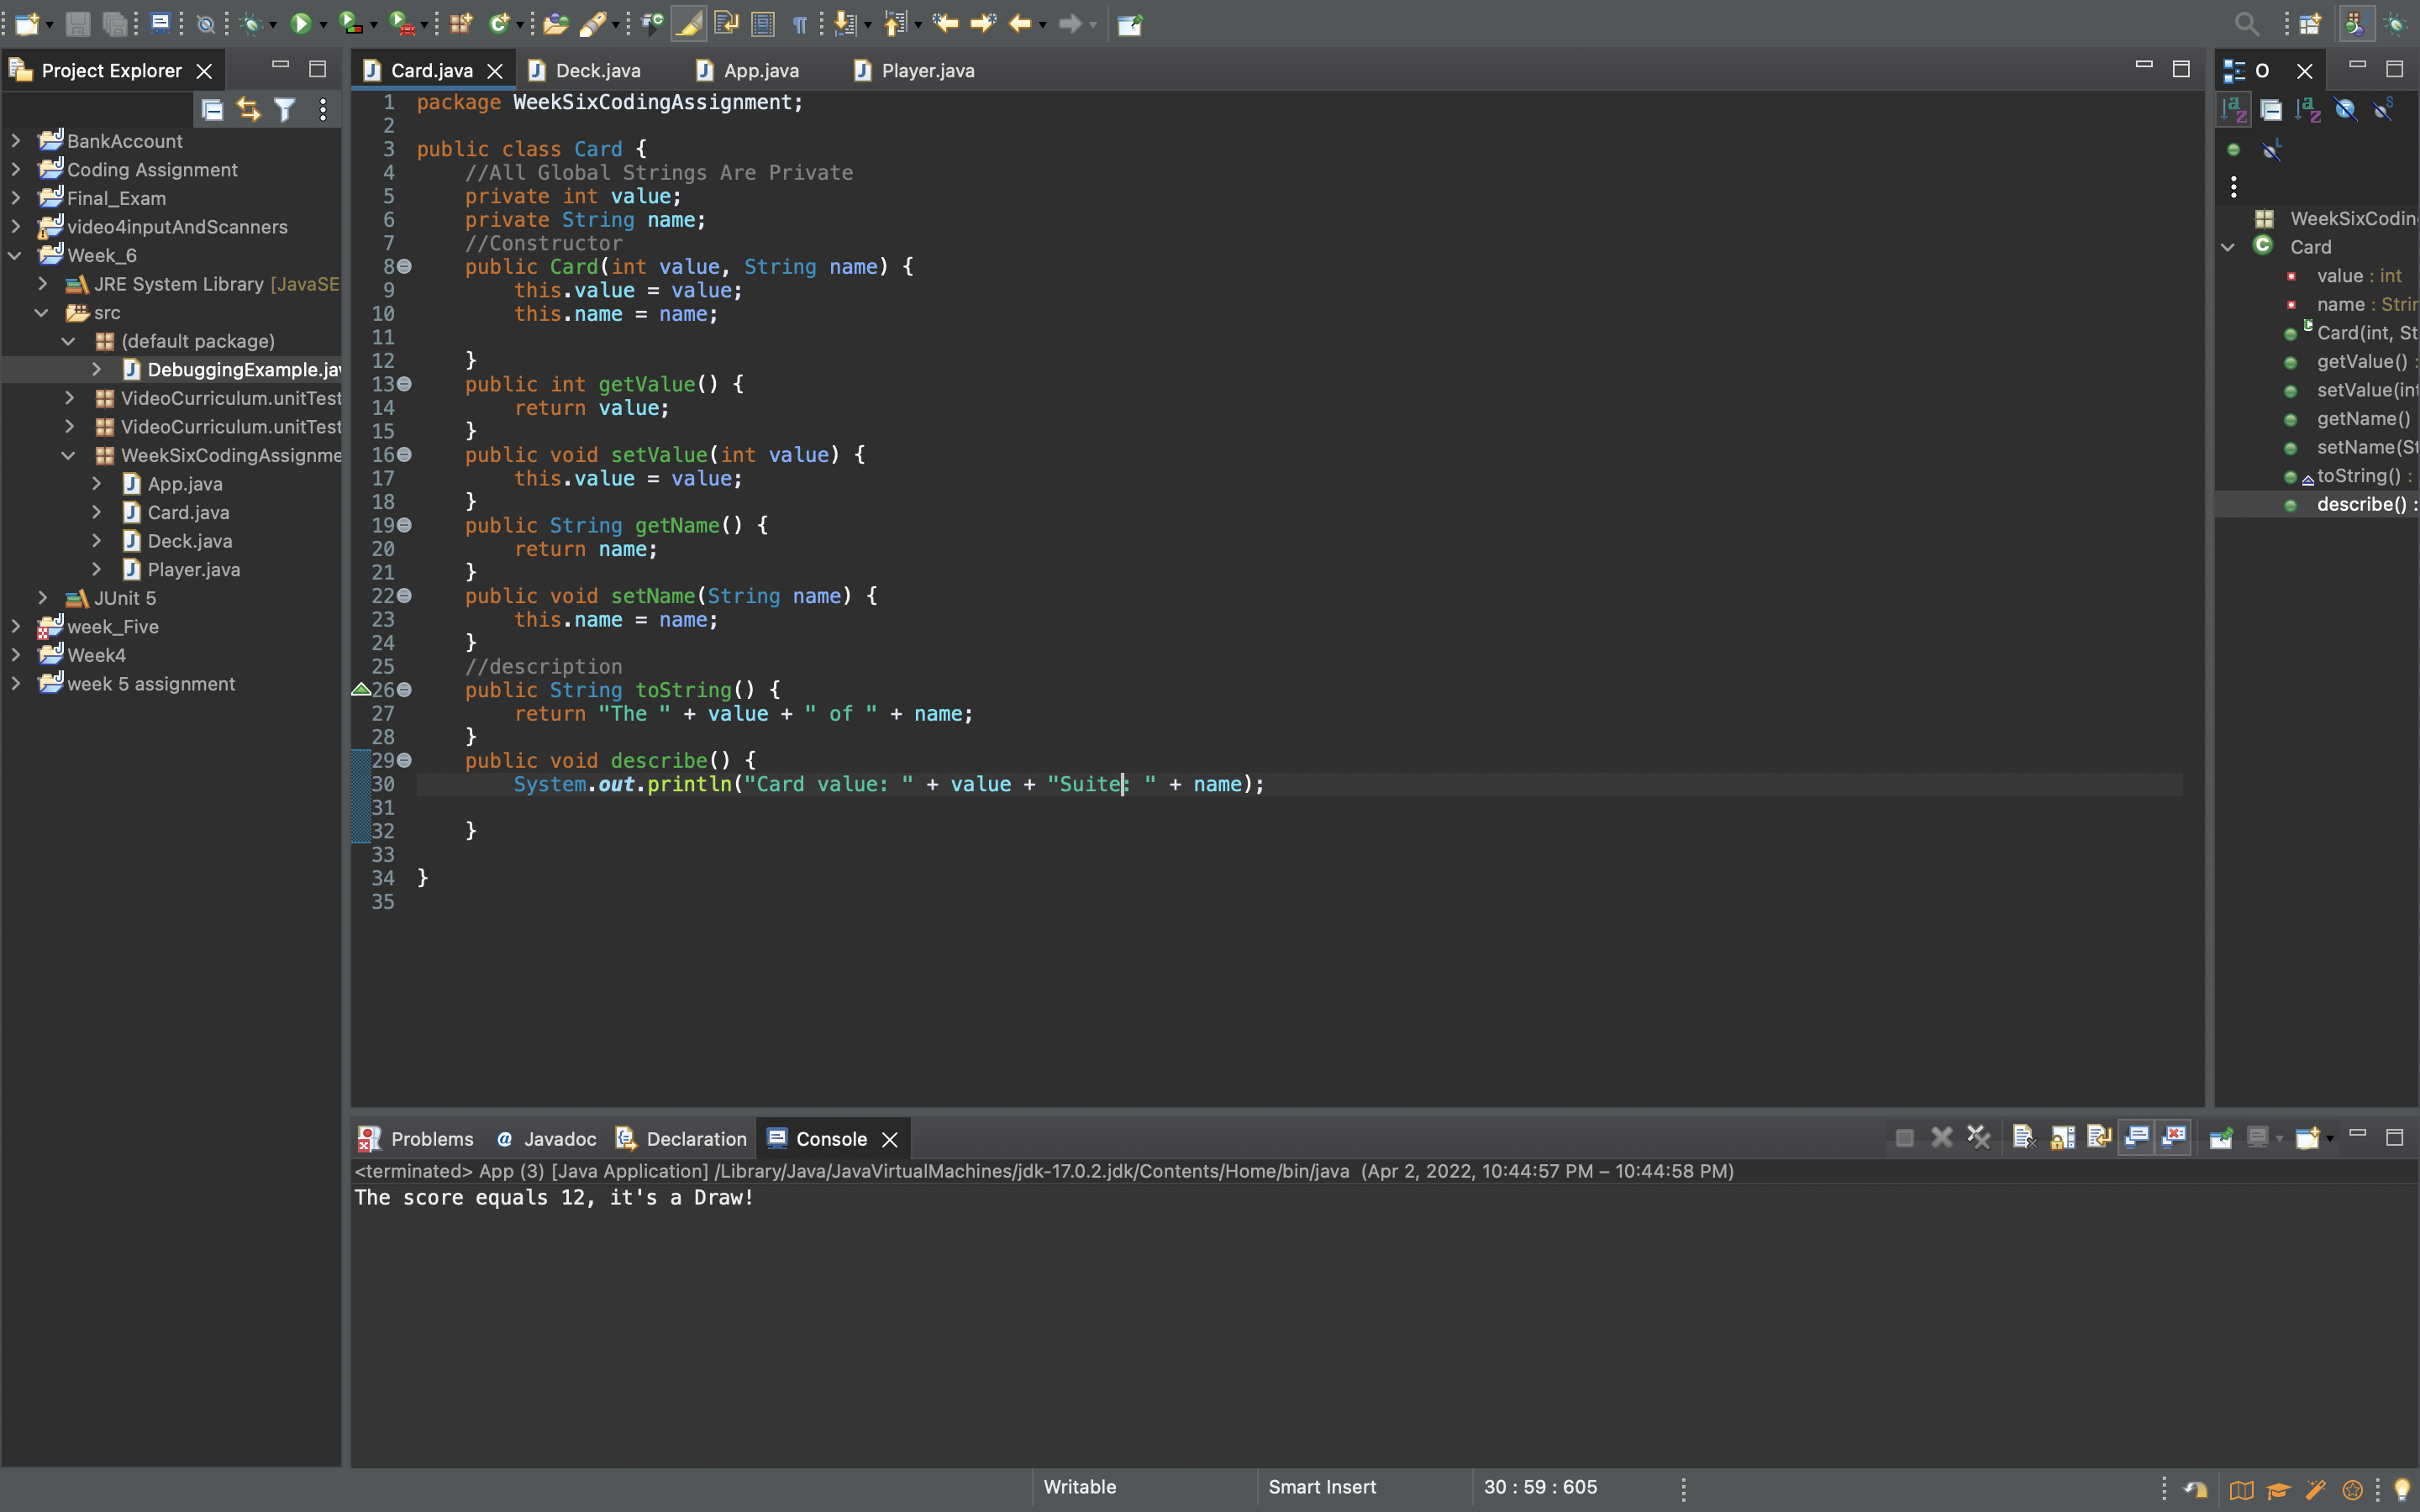 Project Explorer
BankAccount
Coding Assignment
Final_Exam
video4inputAndScanners
Week_6
JRE System Library [JavaSE
src
(default package)
DebuggingExample.jav
VideoCurriculum.unitTest
VideoCurriculum.unitTest
WeekSixCodingAssignme
App.java
Card.java
Deck.java
Player.java
JUnit 5
week_Five
Week4
week 5 assignment
Card.java Deck.java App.java Player.java
1 package WeekSixCodingAssignment;
2
3 public class Card {
4 //All Global Strings Are Private
5 private int value;
6 private String name;
7 //Constructor
8 public Card(int value, String name) {
9 this.value = value;
10 this.name = name;
11
12 }
13 public int getValue() {
14 return value;
15 }
16 public void setValue(int value) {
17 this.value = value;
18 }
19 public String getName() {
20 return name;
21 }
22 public void setName(String name) {
23 this.name = name;
24 }
25 //description
26 public String toString() {
27 return "The " + value + " of " + name;
28 }
29 public void describe() {
30 System.out.println("Card value: " + value + "Suite: " + name);
31
32 }
33
34 }
35
O
WeekSixCodin
Card
value : int
name : Strin
Card(int, St
getValue() :
setValue(int
getName()
setName(St
toString() :
describe() :
Problems Javadoc Declaration Console
<terminated> App (3) [Java Application] /Library/Java/JavaVirtualMachines/jdk-17.0.2.jdk/Contents/Home/bin/java (Apr 2, 2022, 10:44:57 PM – 10:44:58 PM)
The score equals 12, it's a Draw!
Writable Smart Insert 30 : 59 : 605